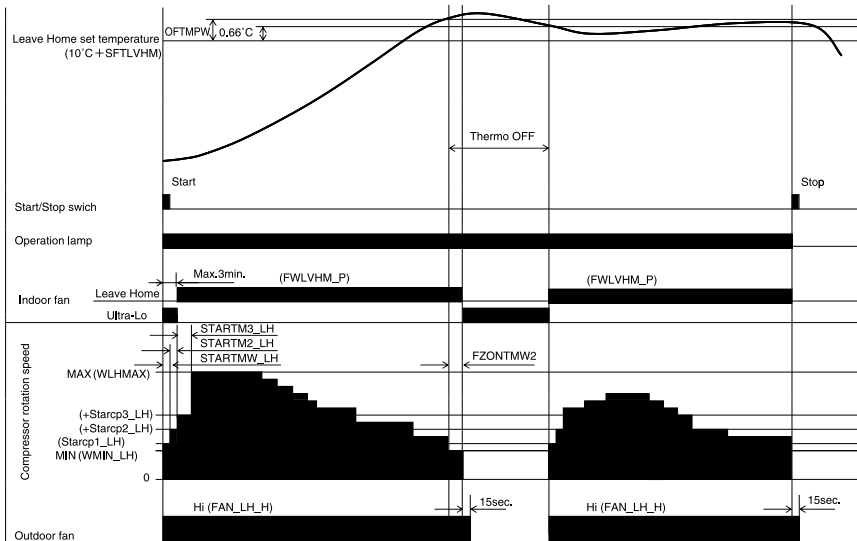 OFTMPW
0.66°C
Leave Home set temperature
(10°C+SFTLVHM)
Thermo OFF
Start
Stop
Start/Stop swich
Operation lamp
Max.3min.
(FWLVHM_P)
(FWLVHM_P)
Indoor fan
Leave Home
Ultra-Lo
STARTM3_LH
STARTM2_LH
STARTMW_LH
FZONTMW2
MAX (WLHMAX)
Compressor rotation speed
(+Starcp3_LH)
(+Starcp2_LH)
(Starcp1_LH)
MIN (WMIN_LH)
0
Hi (FAN_LH_H)
15sec.
Hi (FAN_LH_H)
15sec.
Outdoor fan